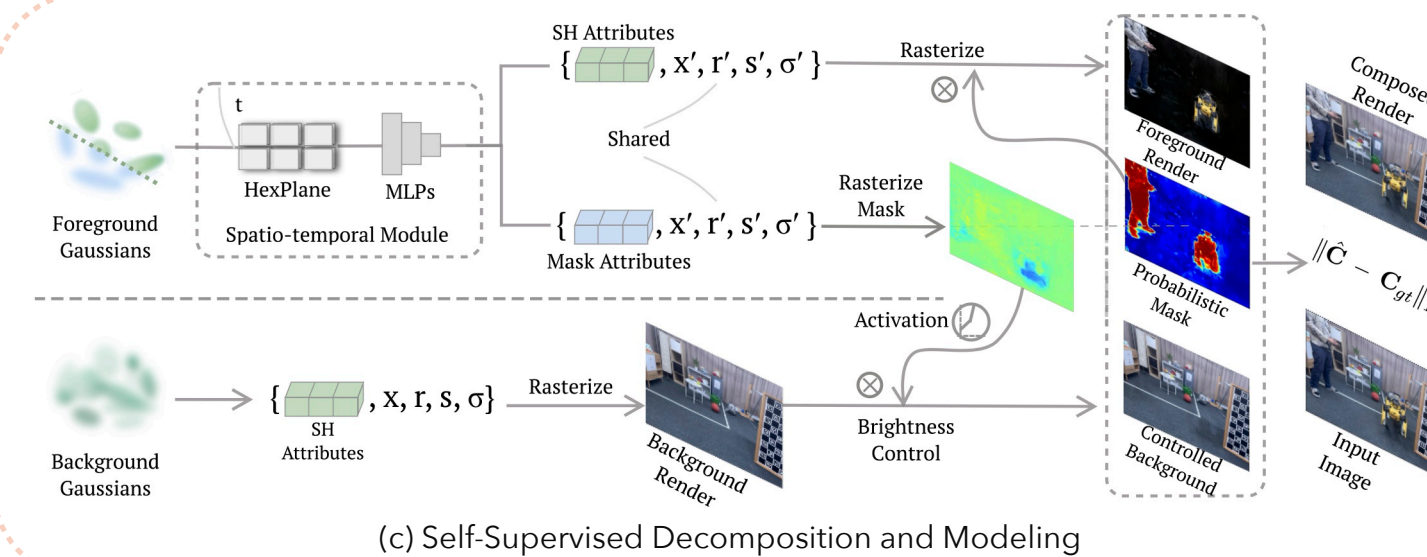 SH Attributes
{ , x′, r′, s′, σ′ }
Rasterize
⊗
t
HexPlane
MLPs
Spatio-temporal Module
Foreground
Gaussians
Shared
{ , x′, r′, s′, σ′ }
Mask Attributes
Rasterize
Mask
Foreground
Render
Probabilistic
Mask
Compose
Render
∥Ĉ − C_gt∥
Activation
Background
Gaussians
{ , x, r, s, σ}
SH
Attributes
Rasterize
Background
Render
⊗
Brightness
Control
Controlled
Background
Input
Image
(c) Self-Supervised Decomposition and Modeling